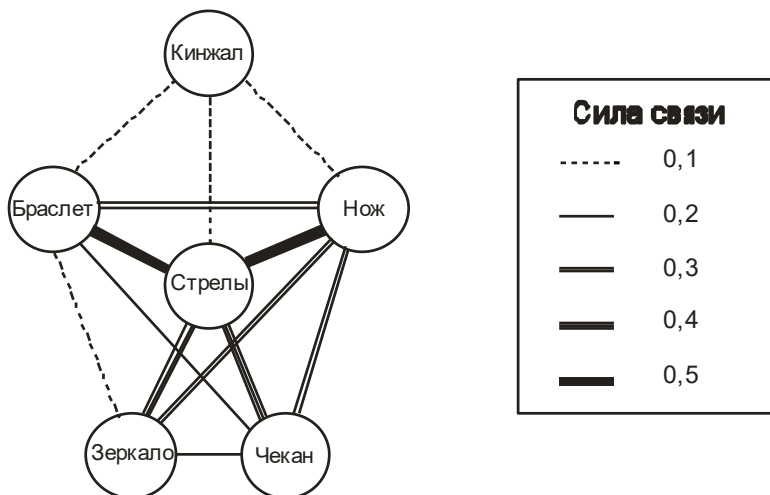 Кинжал
Браслет
Нож
Стрелы
Зеркало
Чекан
Сила связи
0,1
0,2
0,3
0,4
0,5